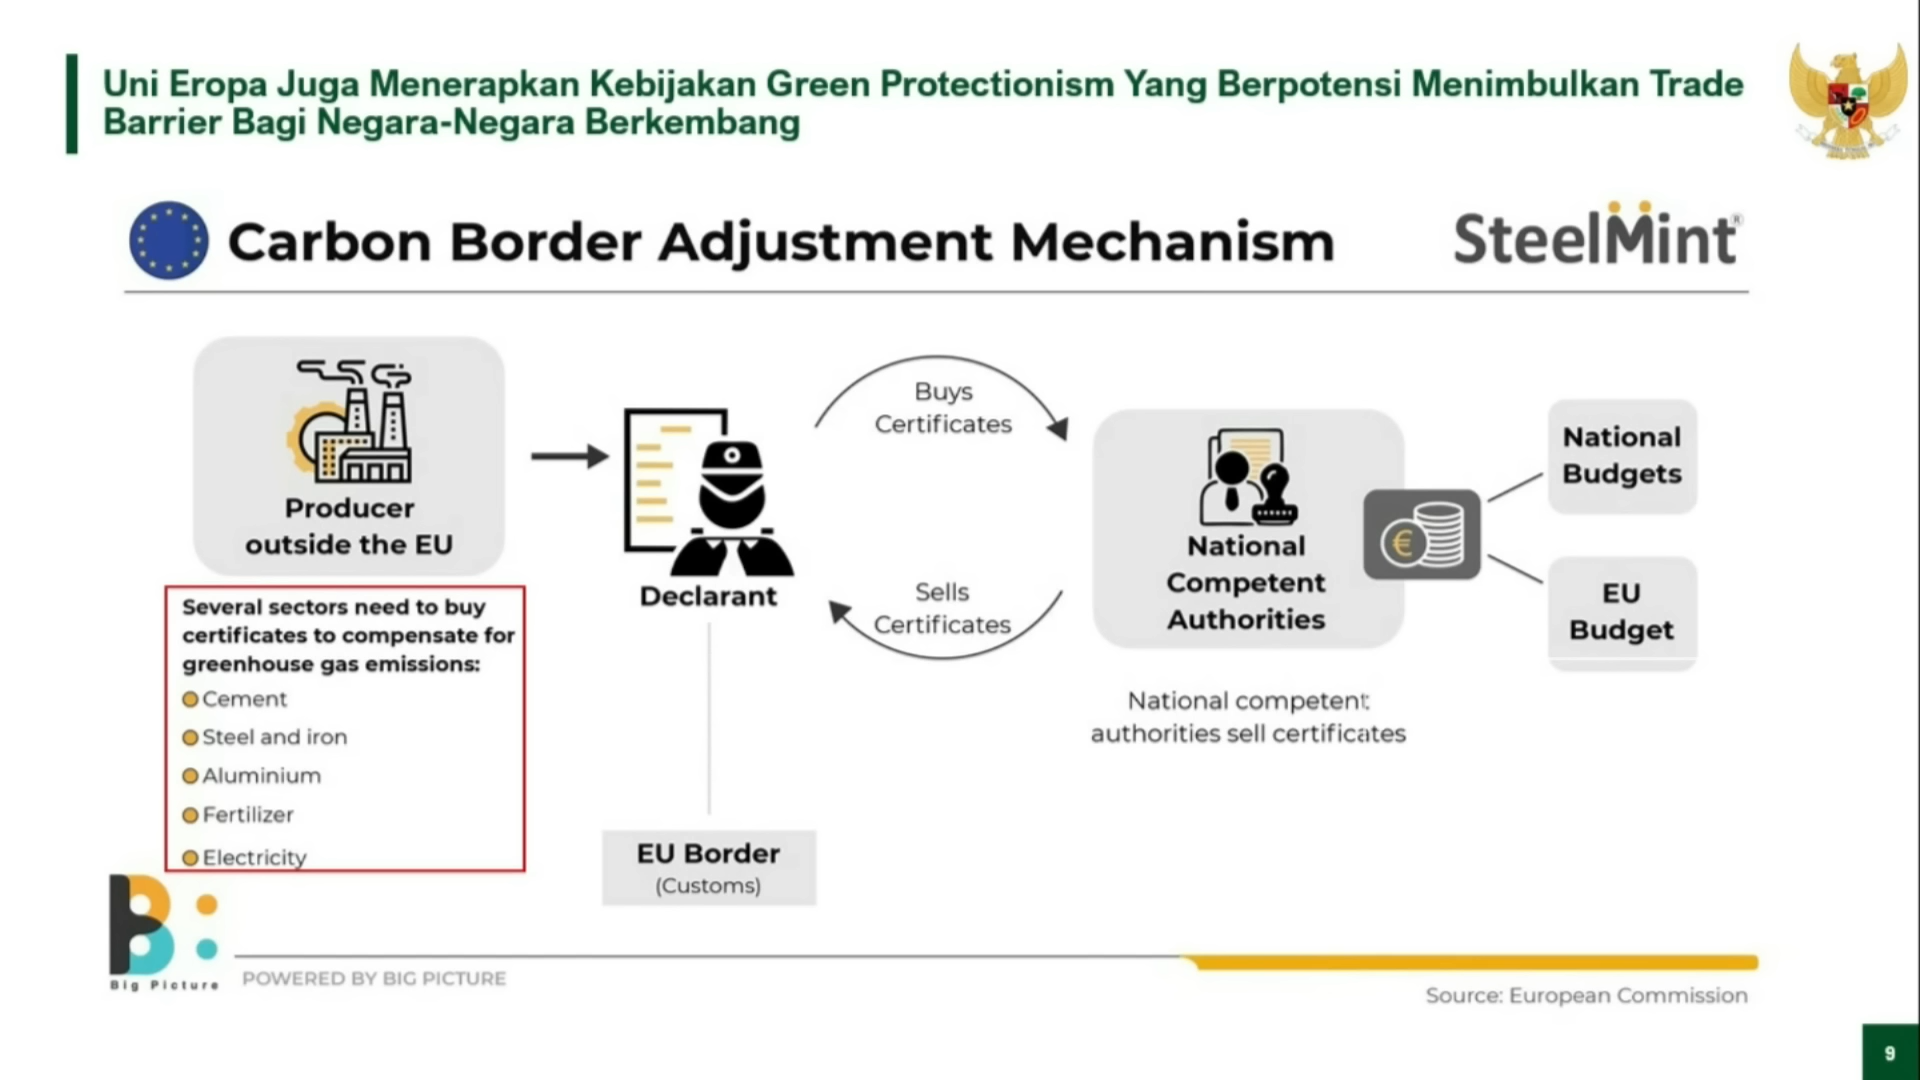 Uni Eropa Juga Menerapkan Kebijakan Green Protectionism Yang Berpotensi Menimbulkan Trade
Barrier Bagi Negara-Negara Berkembang
Carbon Border Adjustment Mechanism
SteelMint®
Producer
outside the EU
Several sectors need to buy
certificates to compensate for
greenhouse gas emissions:
Cement
Steel and iron
Aluminium
Fertilizer
Electricity
Declarant
EU Border
(Customs)
Buys
Certificates
Sells
Certificates
National
Competent
Authorities
€
National competent
authorities sell certificates
National
Budgets
EU
Budget
Big Picture
POWERED BY BIG PICTURE
Source: European Commission
9